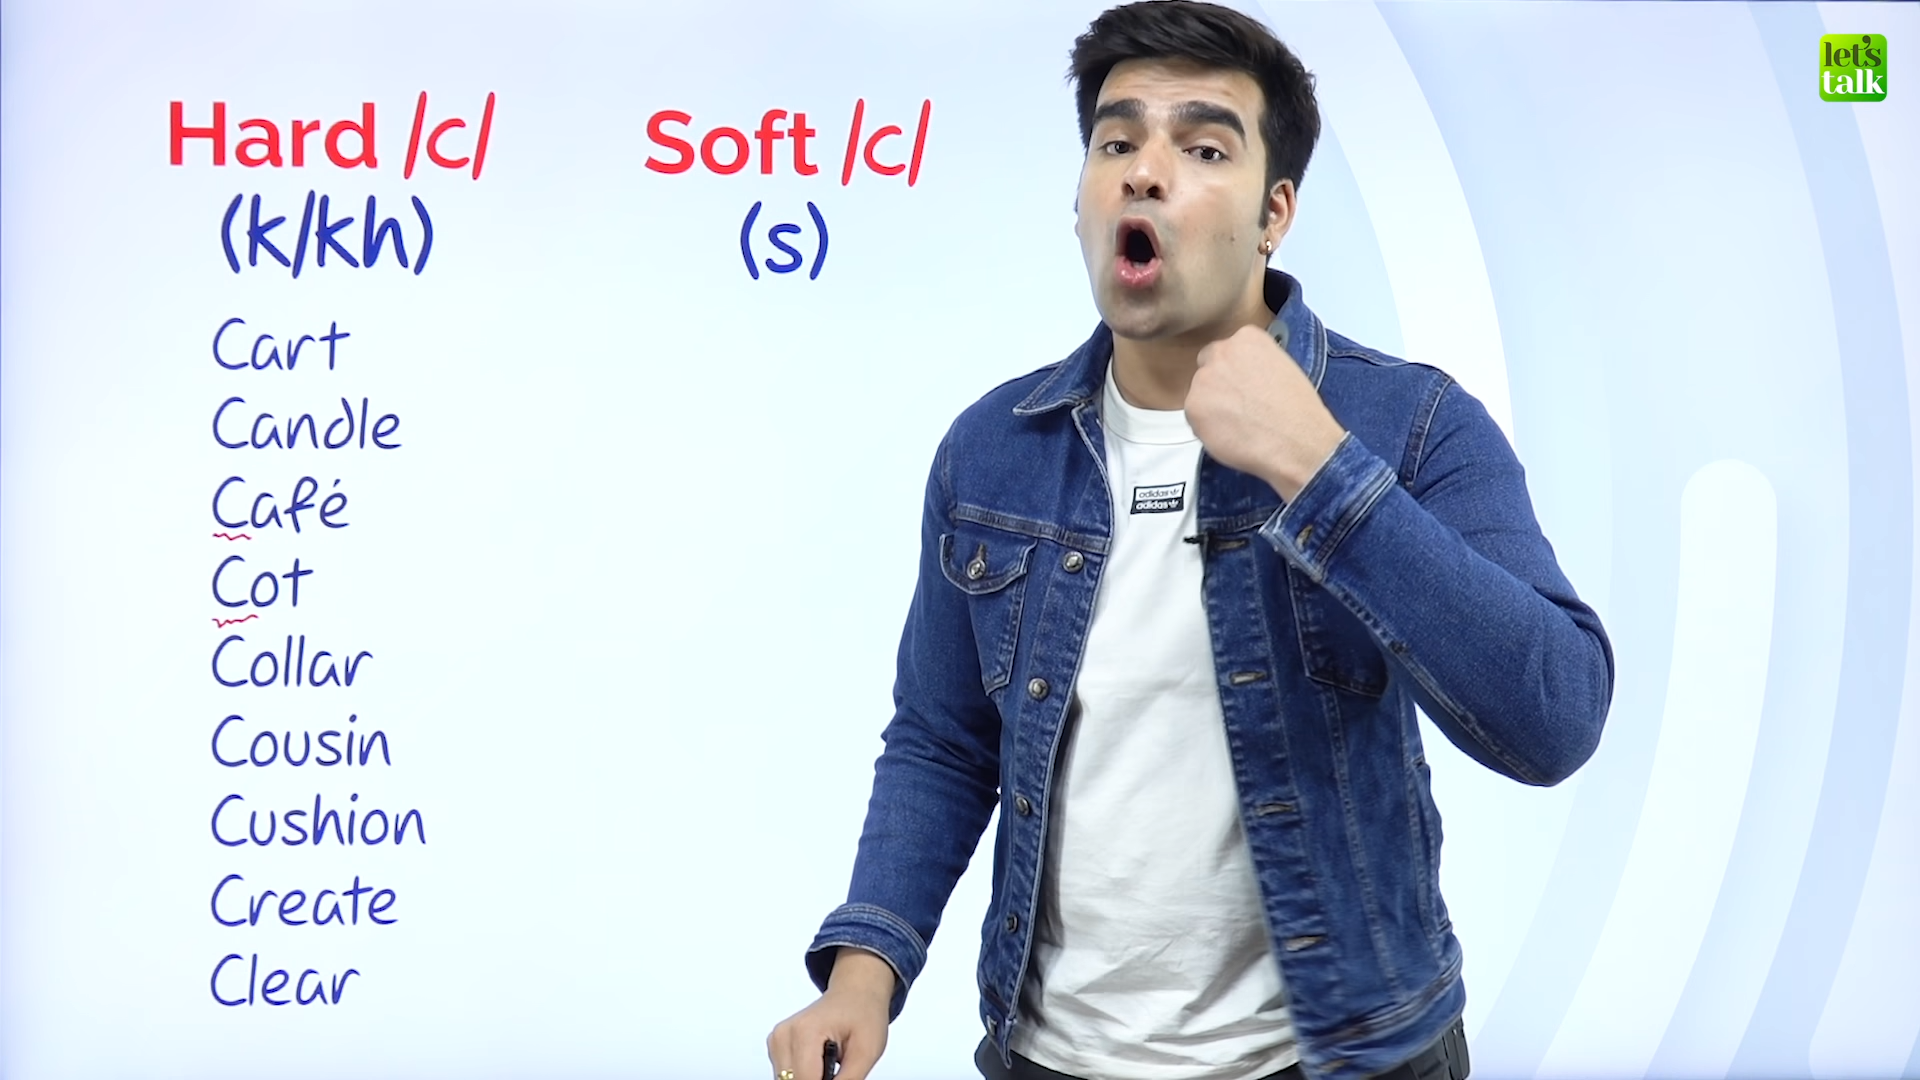 Hard /c/
(k/kh)
Cart
Candle
Café
Cot
Collar
Cousin
Cushion
Create
Clear
Soft /c/
(s)
let's
talk
adidas
adidas